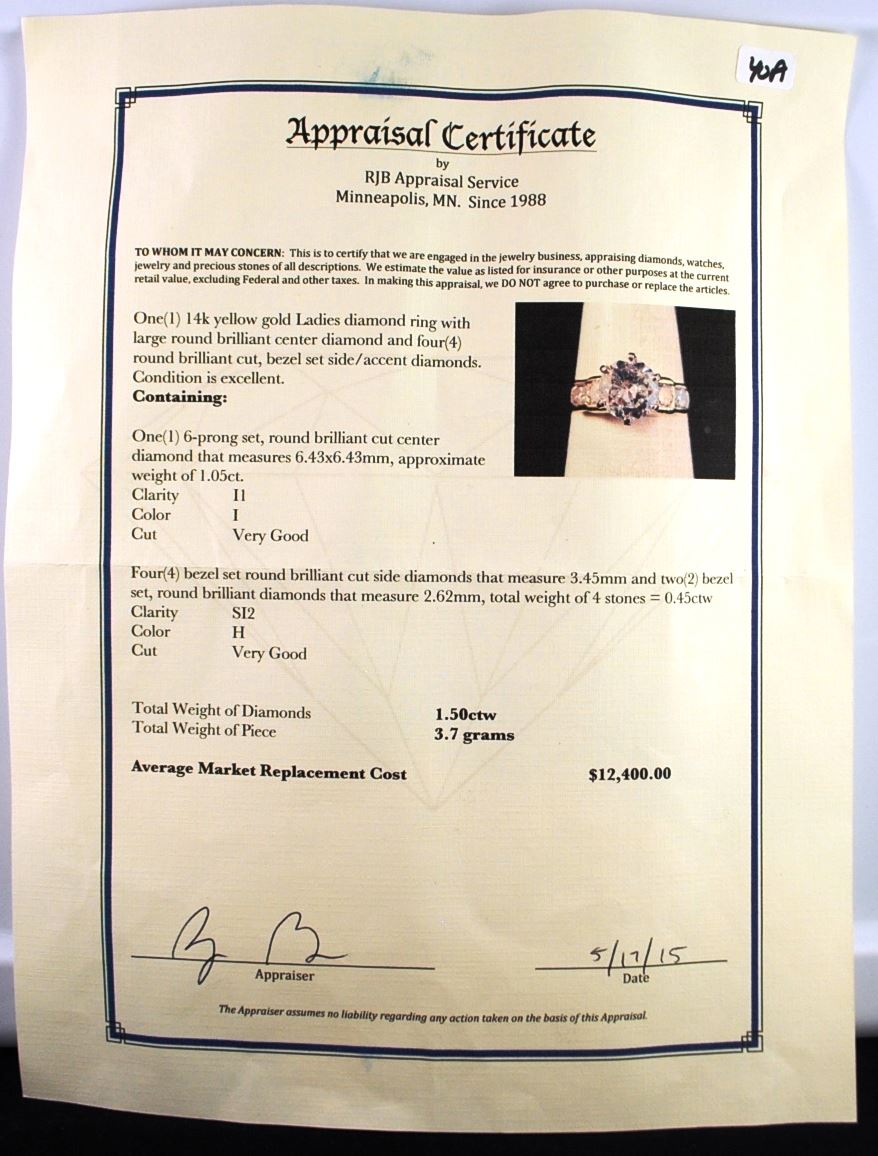 40A
Appraisal Certificate
by
RJB Appraisal Service
Minneapolis, MN. Since 1988
TO WHOM IT MAY CONCERN: This is to certify that we are engaged in the jewelry business, appraising diamonds, watches,
jewelry and precious stones of all descriptions. We estimate the value as listed for insurance or other purposes at the current
retail value, excluding Federal and other taxes. In making this appraisal, we DO NOT agree to purchase or replace the articles.
One(1) 14k yellow gold Ladies diamond ring with
large round brilliant center diamond and four(4)
round brilliant cut, bezel set side/accent diamonds.
Condition is excellent.
Containing:
One(1) 6-prong set, round brilliant cut center
diamond that measures 6.43x6.43mm, approximate
weight of 1.05ct.
Clarity I1
Color I
Cut Very Good
Four(4) bezel set round brilliant cut side diamonds that measure 3.45mm and two(2) bezel
set, round brilliant diamonds that measure 2.62mm, total weight of 4 stones = 0.45ctw
Clarity SI2
Color H
Cut Very Good
Total Weight of Diamonds 1.50ctw
Total Weight of Piece 3.7 grams
Average Market Replacement Cost $12,400.00
5/17/15
Appraiser Date
The Appraiser assumes no liability regarding any action taken on the basis of this Appraisal.